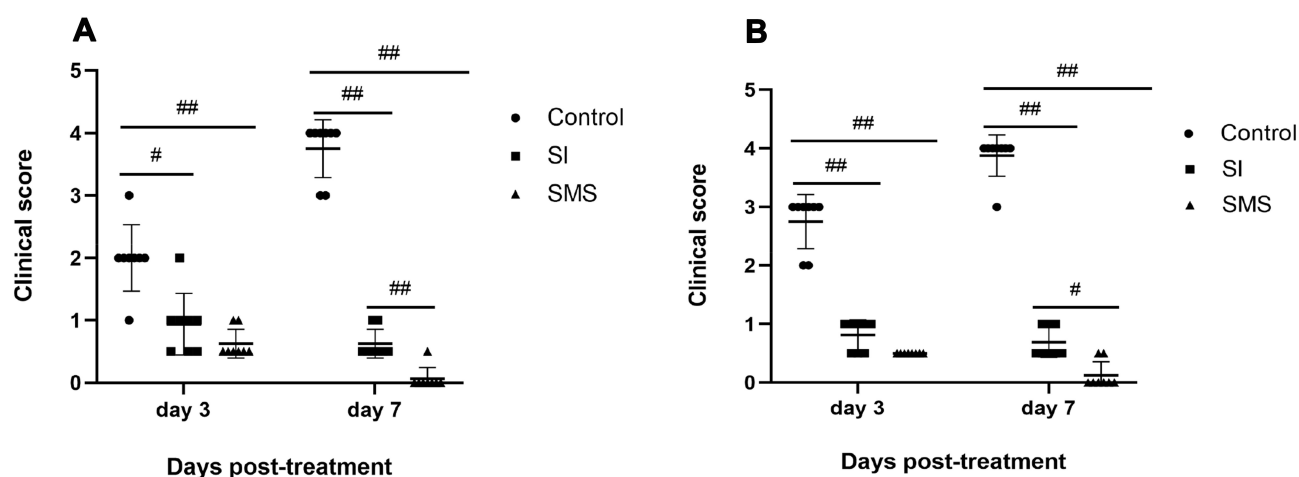 A
Clinical score
5
4
3
2
1
0
##
#
##
##
##
day 3
day 7
Days post-treatment
Control
SI
SMS
B
Clinical score
5
4
3
2
1
0
##
##
##
##
#
day 3
day 7
Days post-treatment
Control
SI
SMS